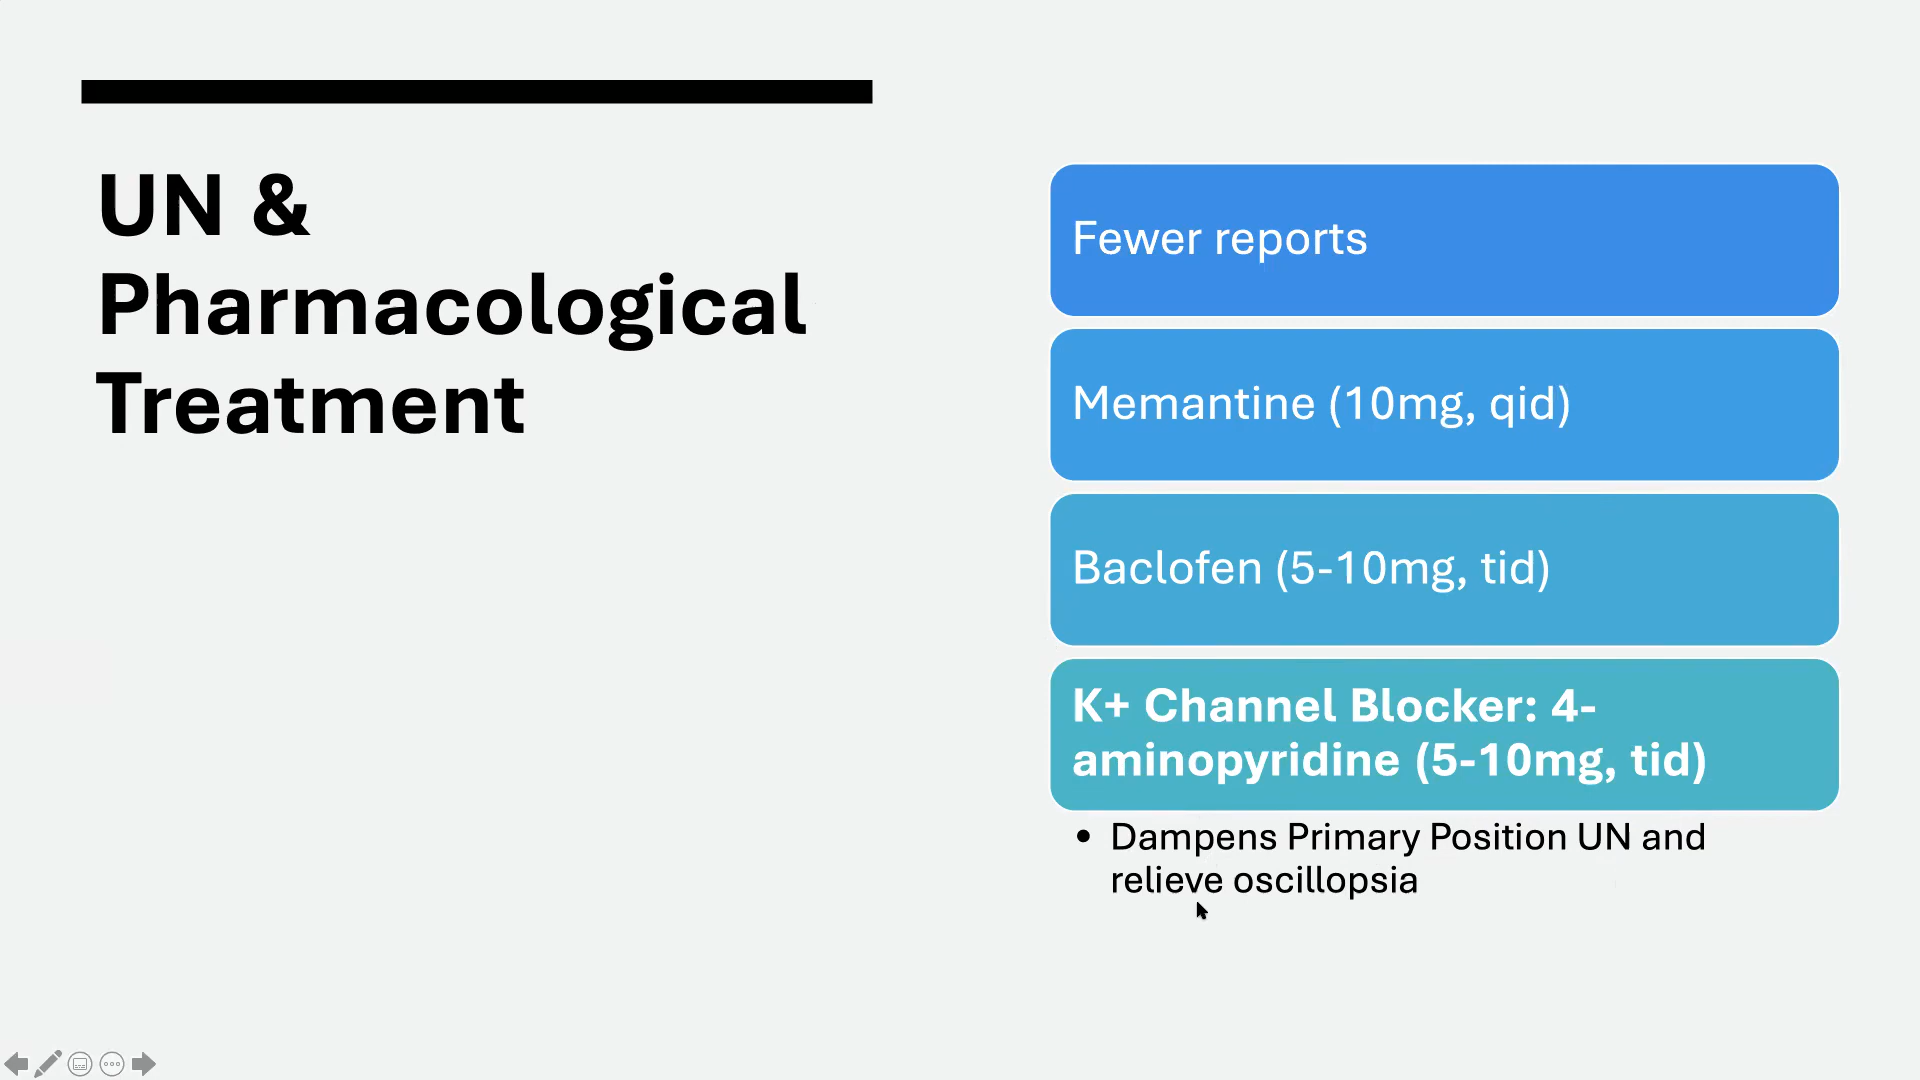 UN &
Pharmacological
Treatment
Fewer reports
Memantine (10mg, qid)
Baclofen (5-10mg, tid)
K+ Channel Blocker: 4-
aminopyridine (5-10mg, tid)
• Dampens Primary Position UN and
relieve oscillopsia